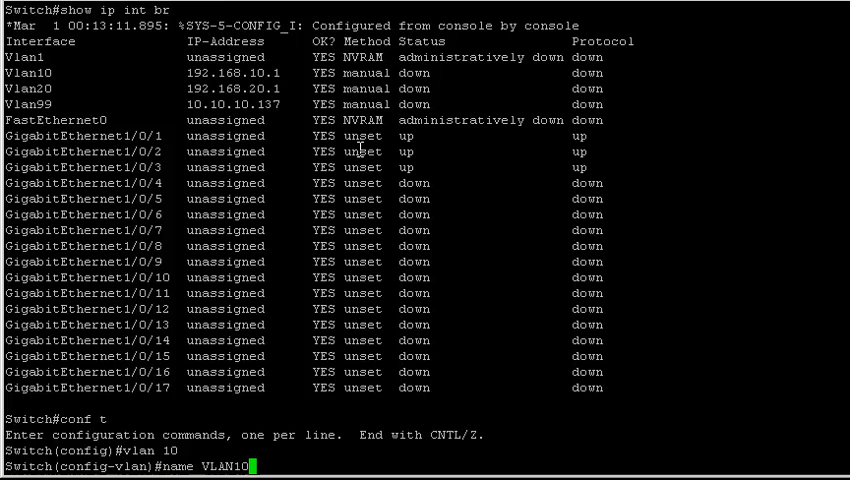 Switch#show ip int br
*Mar  1 00:13:11.895: %SYS-5-CONFIG_I: Configured from console by console
Interface              IP-Address      OK? Method Status                Protocol
Vlan1                  unassigned      YES NVRAM  administratively down down
Vlan10                 192.168.10.1    YES manual down                  down
Vlan20                 192.168.20.1    YES manual down                  down
Vlan99                 10.10.10.137    YES manual down                  down
FastEthernet0          unassigned      YES NVRAM  administratively down down
GigabitEthernet1/0/1   unassigned      YES unset  up                    up
GigabitEthernet1/0/2   unassigned      YES unset  up                    up
GigabitEthernet1/0/3   unassigned      YES unset  up                    up
GigabitEthernet1/0/4   unassigned      YES unset  down                  down
GigabitEthernet1/0/5   unassigned      YES unset  down                  down
GigabitEthernet1/0/6   unassigned      YES unset  down                  down
GigabitEthernet1/0/7   unassigned      YES unset  down                  down
GigabitEthernet1/0/8   unassigned      YES unset  down                  down
GigabitEthernet1/0/9   unassigned      YES unset  down                  down
GigabitEthernet1/0/10  unassigned      YES unset  down                  down
GigabitEthernet1/0/11  unassigned      YES unset  down                  down
GigabitEthernet1/0/12  unassigned      YES unset  down                  down
GigabitEthernet1/0/13  unassigned      YES unset  down                  down
GigabitEthernet1/0/14  unassigned      YES unset  down                  down
GigabitEthernet1/0/15  unassigned      YES unset  down                  down
GigabitEthernet1/0/16  unassigned      YES unset  down                  down
GigabitEthernet1/0/17  unassigned      YES unset  down                  down
Switch#conf t
Enter configuration commands, one per line.  End with CNTL/Z.
Switch(config)#vlan 10
Switch(config-vlan)#name VLAN10